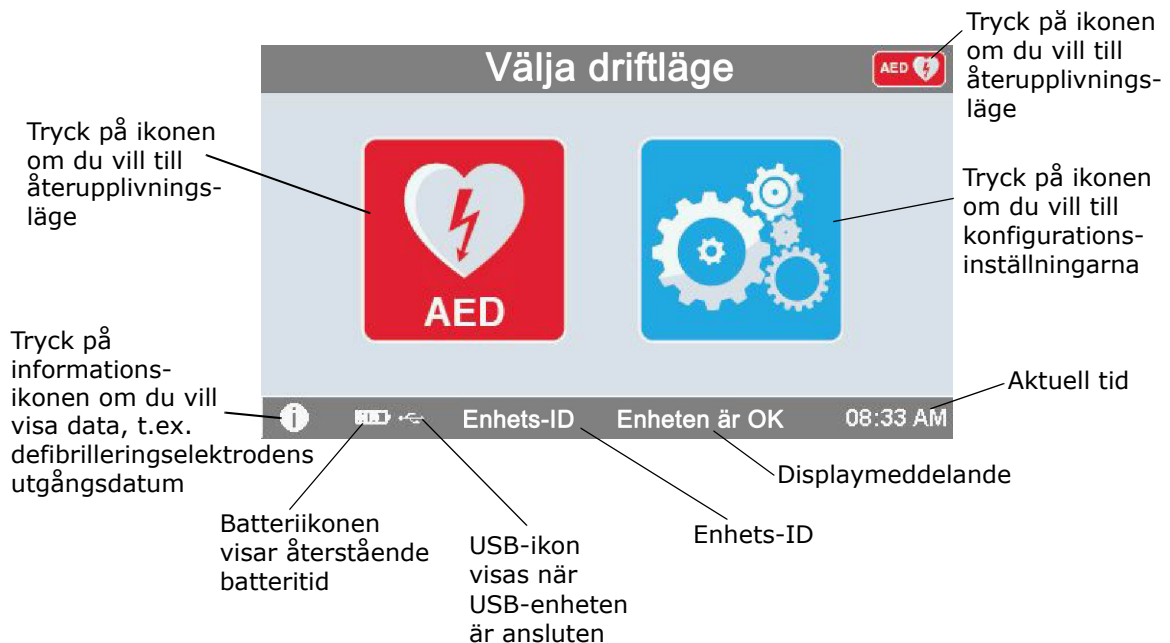 Tryck på ikonen
om du vill till
återupplivnings-
läge
Välja driftläge
AED
Tryck på ikonen
om du vill till
återupplivnings-
läge
AED
Tryck på ikonen
om du vill till
konfigurations-
inställningarna
Tryck på
informations-
ikonen om du vill
visa data, t.ex.
defibrilleringselektrodens
utgångsdatum
i
Enhets-ID
Enheten är OK
08:33 AM
Aktuell tid
Displaymeddelande
Enhets-ID
Batteriikonen
visar återstående
batteritid
USB-ikon
visas när
USB-enheten
är ansluten